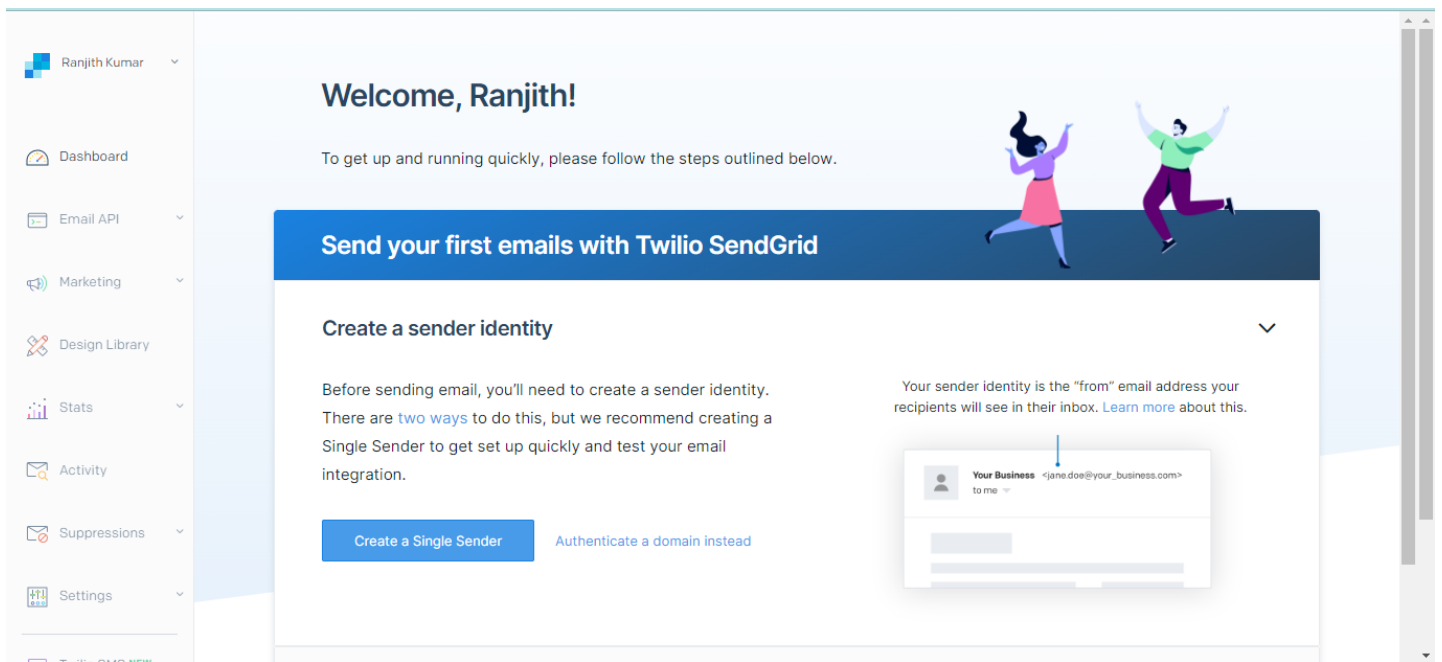 Ranjith Kumar
Dashboard
Email API
Marketing
Design Library
Stats
Activity
Suppressions
Settings
Twilio SMS NEW
Welcome, Ranjith!
To get up and running quickly, please follow the steps outlined below.
Send your first emails with Twilio SendGrid
Create a sender identity
Before sending email, you'll need to create a sender identity.
There are two ways to do this, but we recommend creating a
Single Sender to get set up quickly and test your email
integration.
Create a Single Sender
Authenticate a domain instead
Your sender identity is the “from” email address your
recipients will see in their inbox. Learn more about this.
Your Business <jane.doe@your_business.com>
to me